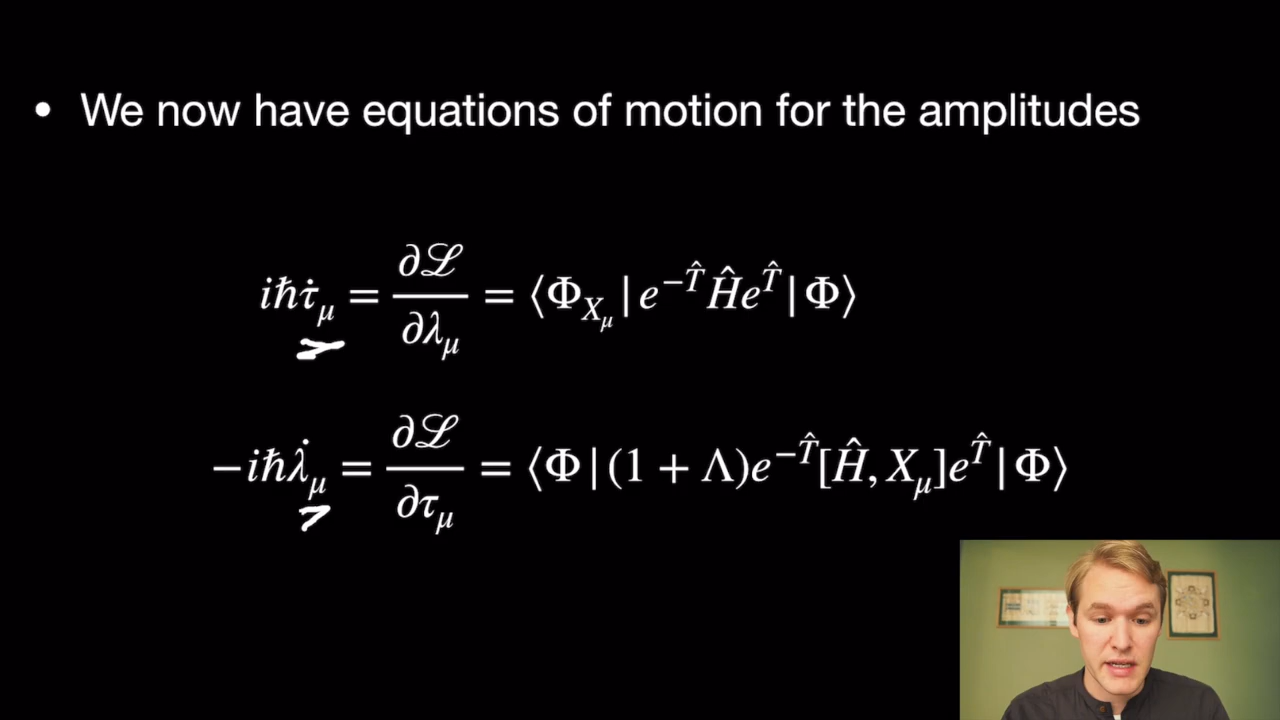 • We now have equations of motion for the amplitudes
iħτ̇_μ = ∂ℒ/∂λ_μ = ⟨Φ_{X_μ} | e^{−T̂} Ĥ e^{T̂} | Φ⟩
−iħλ̇_μ = ∂ℒ/∂τ_μ = ⟨Φ | (1 + Λ)e^{−T̂} [Ĥ, X_μ] e^{T̂} | Φ⟩